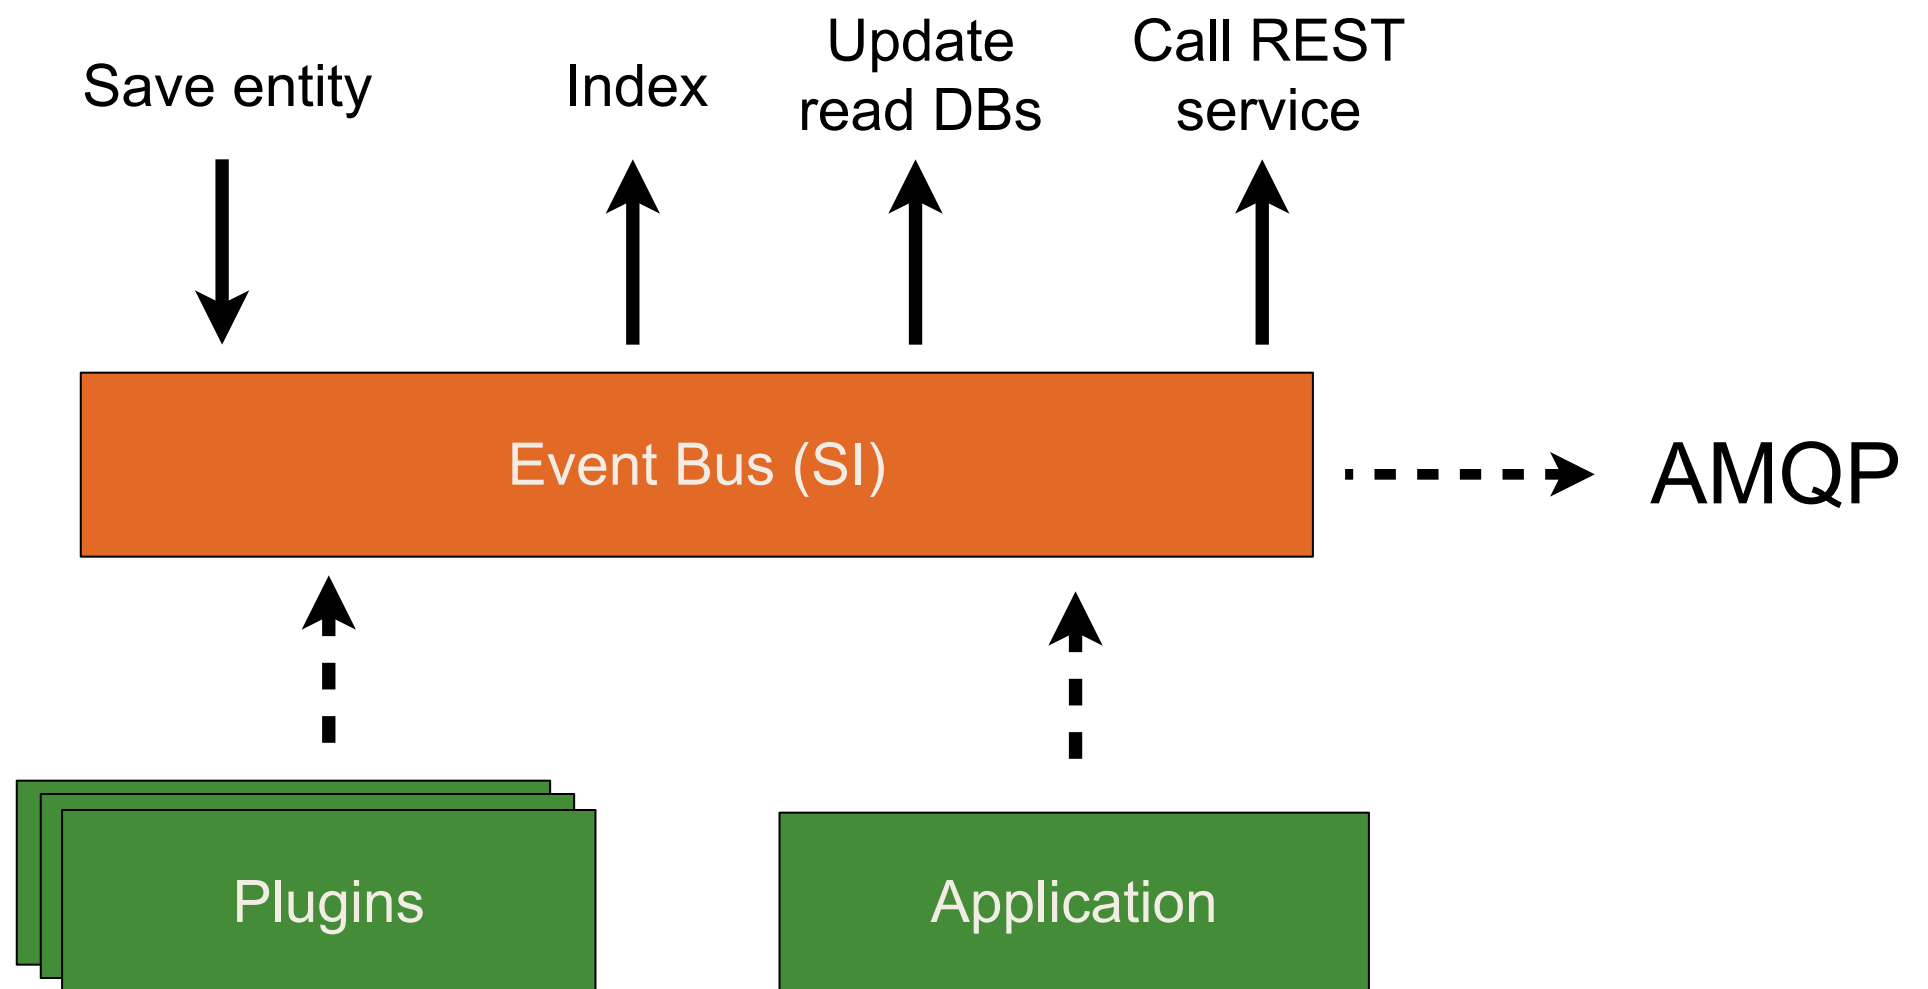 Save entity
Index
Update
read DBs
Call REST
service
Event Bus (SI)
AMQP
Plugins
Application